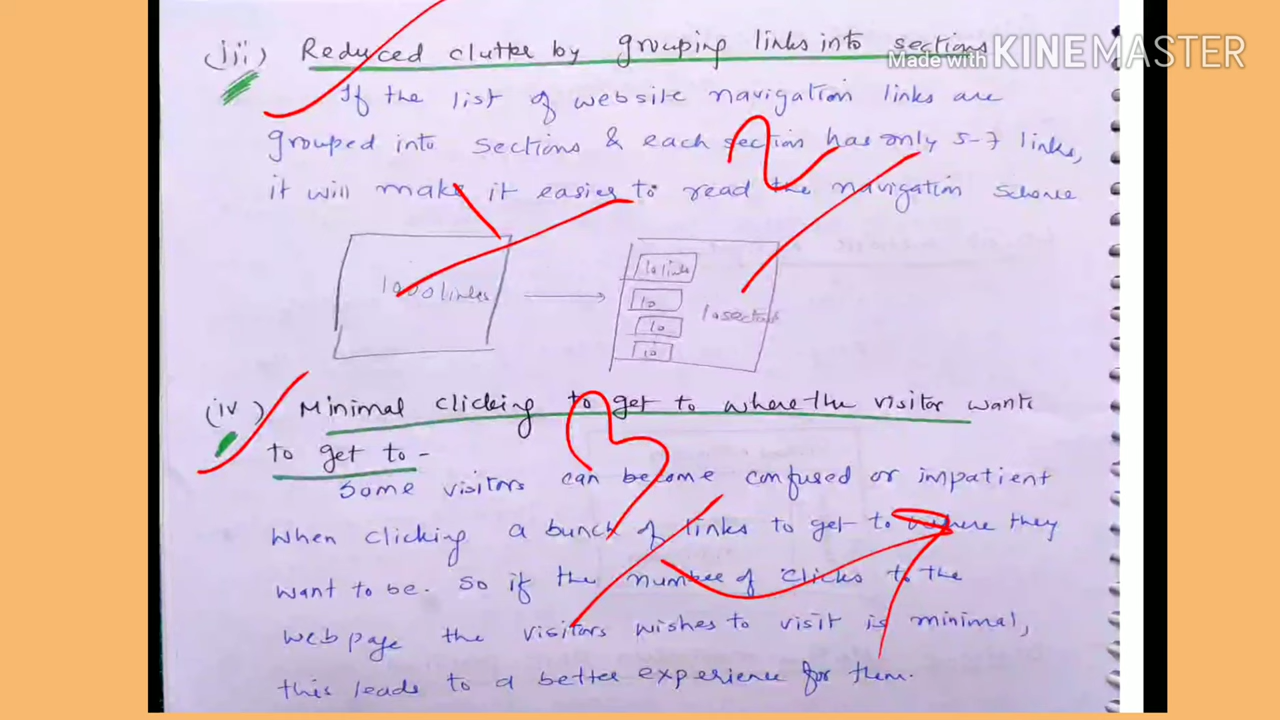 (iii) Reduced clutter by grouping links into sections
Made with KINEMASTER
If the list of website navigation links are
grouped into sections & each section has only 5-7 links,
it will make it easier to read the navigation scheme
1000 links
10 links
10
10
10
10 sections
(iv) Minimal clicking to get to where the visitor wants
to get to -
Some visitors can become confused or impatient
when clicking a bunch of links to get to where they
want to be. So if the number of clicks to the
webpage the visitors wishes to visit is minimal,
this leads to a better experience for them.